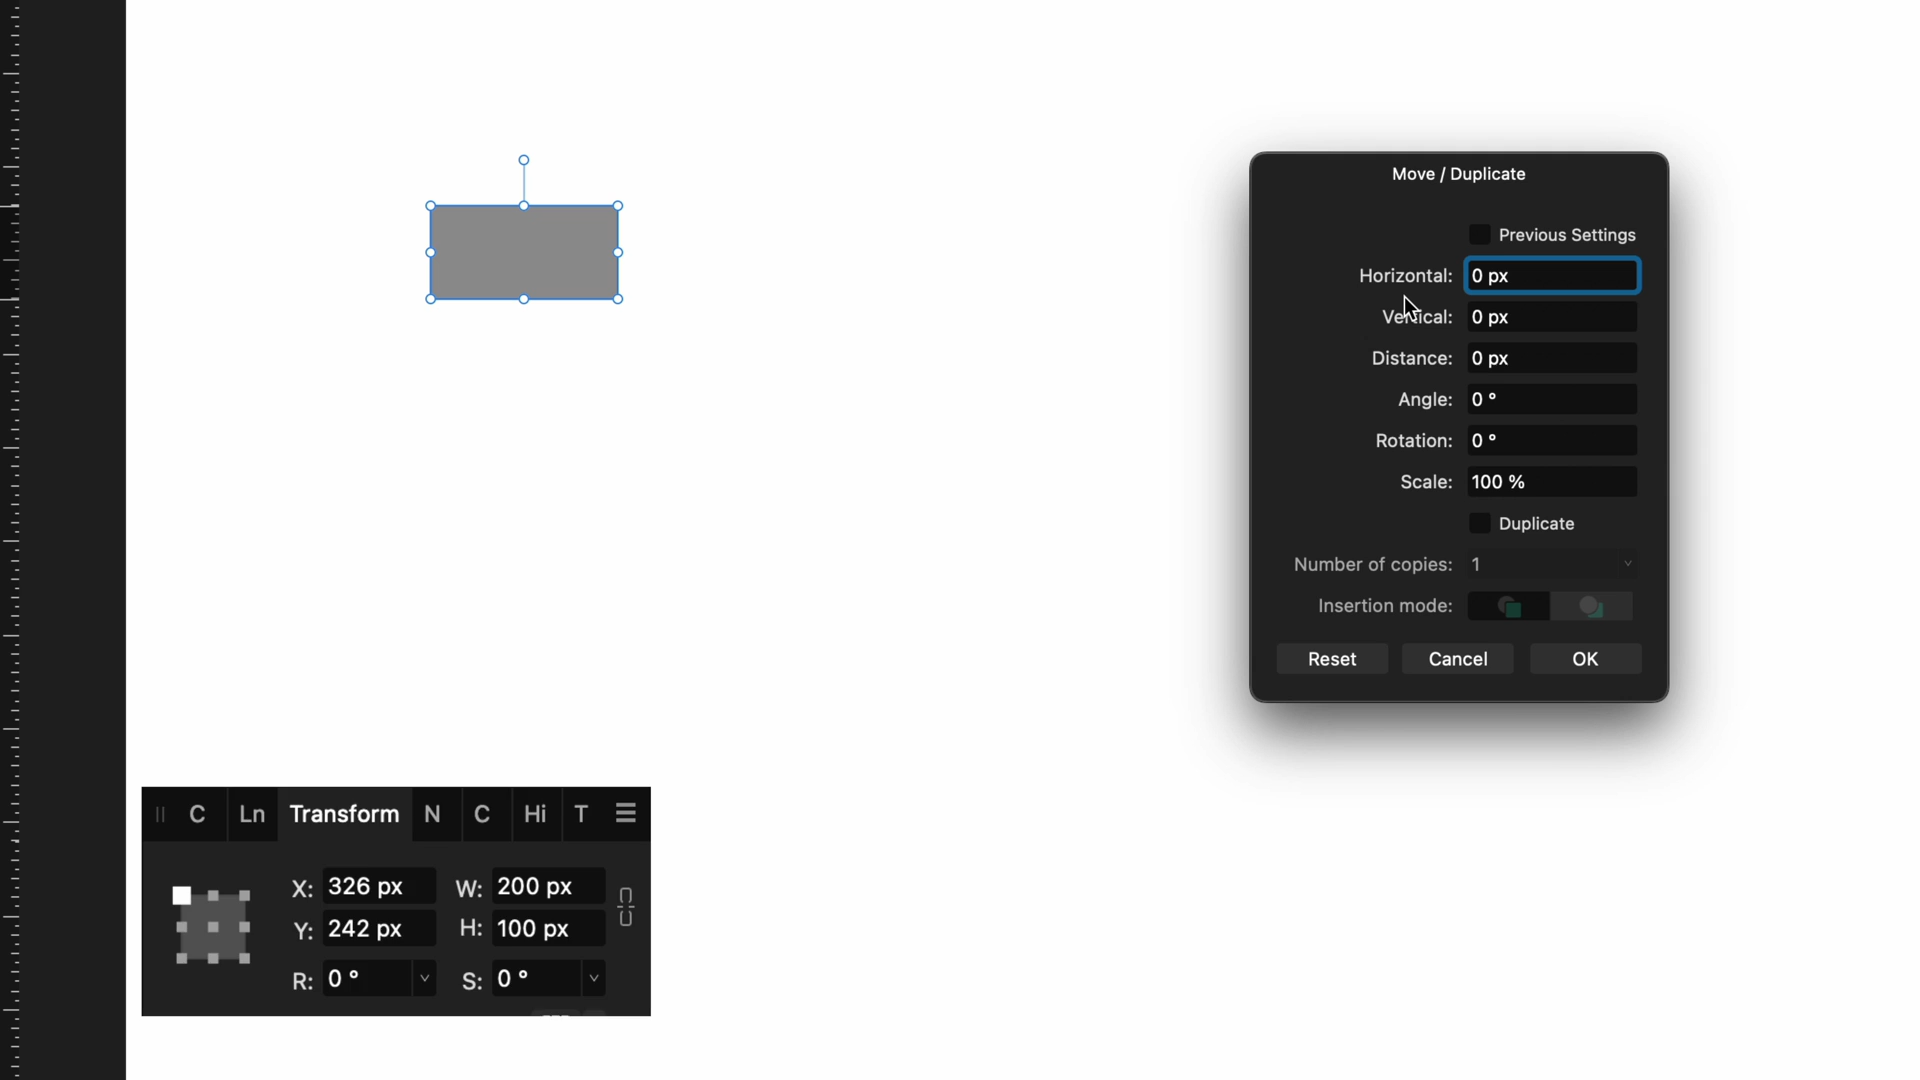 Move / Duplicate
Previous Settings
Horizontal: 0 px
Vertical: 0 px
Distance: 0 px
Angle: 0 °
Rotation: 0 °
Scale: 100 %
Duplicate
Number of copies: 1
Insertion mode:
Reset Cancel OK
C Ln Transform N C Hi T
X: 326 px W: 200 px
Y: 242 px H: 100 px
R: 0 ° S: 0 °